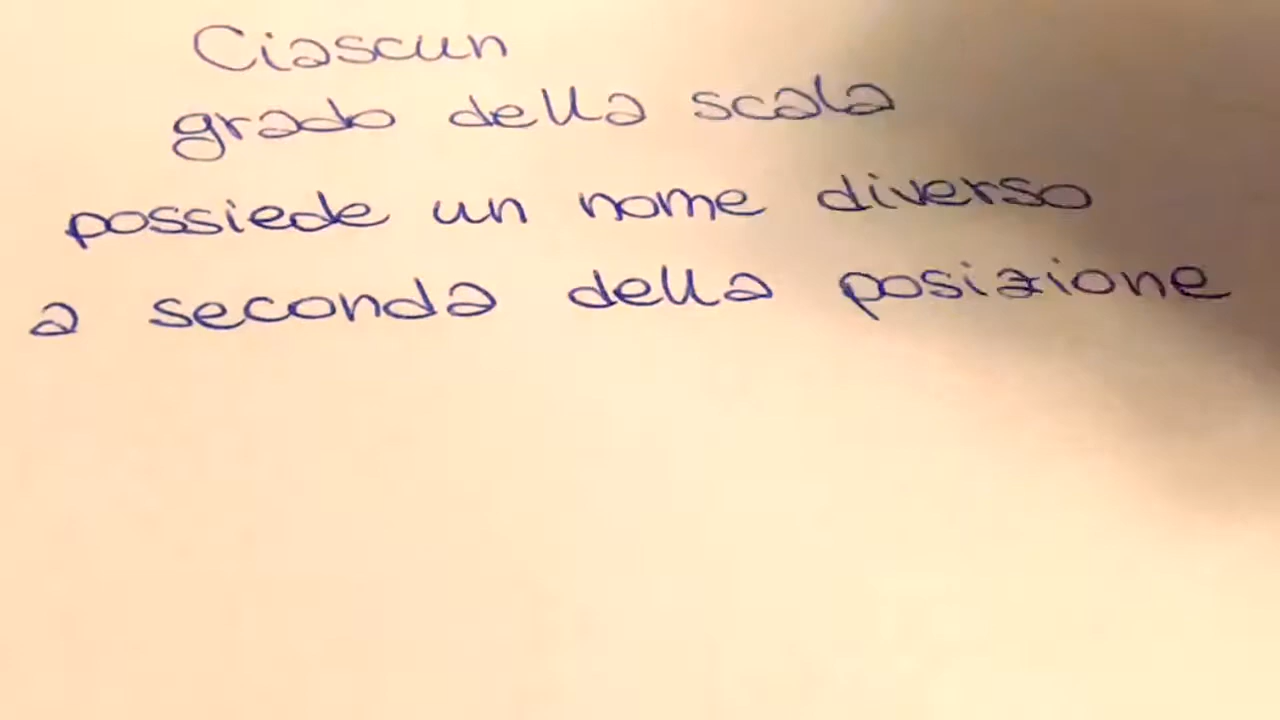 Ciascun
grado della scala
possiede un nome diverso
a seconda della posizione